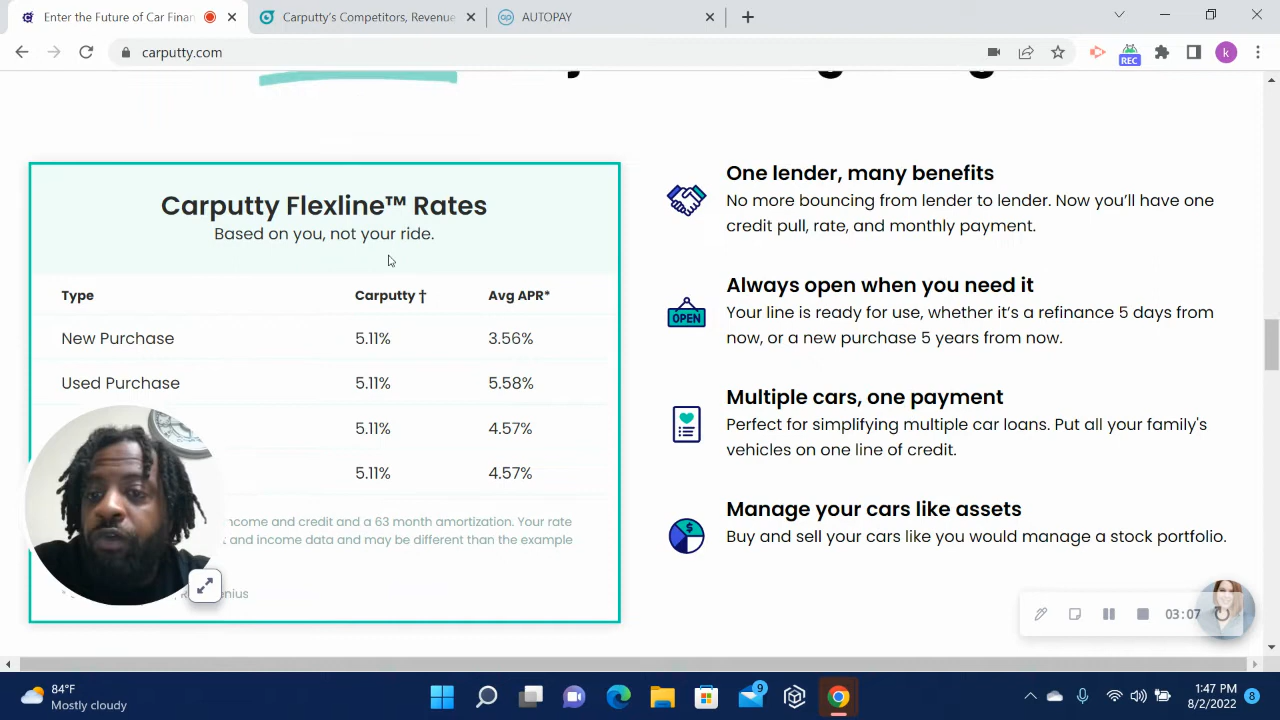 Enter the Future of Car Finan
Carputty's Competitors, Revenue
AUTOPAY
carputty.com
REC
k
Carputty Flexline™ Rates
Based on you, not your ride.
Type Carputty † Avg APR*
New Purchase 5.11% 3.56%
Used Purchase 5.11% 5.58%
5.11% 4.57%
5.11% 4.57%
ncome and credit and a 63 month amortization. Your rate
and income data and may be different than the example
One lender, many benefits
No more bouncing from lender to lender. Now you'll have one
credit pull, rate, and monthly payment.
OPEN
Always open when you need it
Your line is ready for use, whether it's a refinance 5 days from
now, or a new purchase 5 years from now.
Multiple cars, one payment
Perfect for simplifying multiple car loans. Put all your family's
vehicles on one line of credit.
$
Manage your cars like assets
Buy and sell your cars like you would manage a stock portfolio.
03:07
84°F
Mostly cloudy
9
1:47 PM
8/2/2022
8